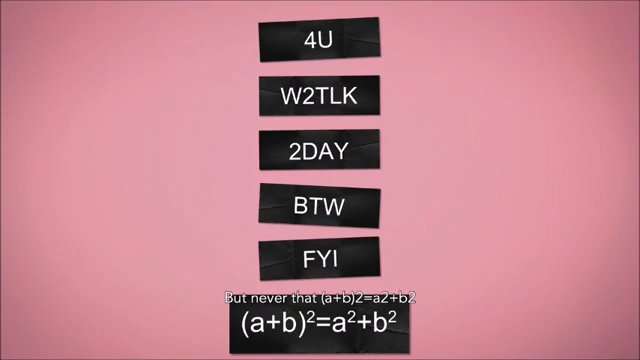 4U
W2TLK
2DAY
BTW
FYI
But never that (a+b)2=a2+b2
(a+b)²=a²+b²